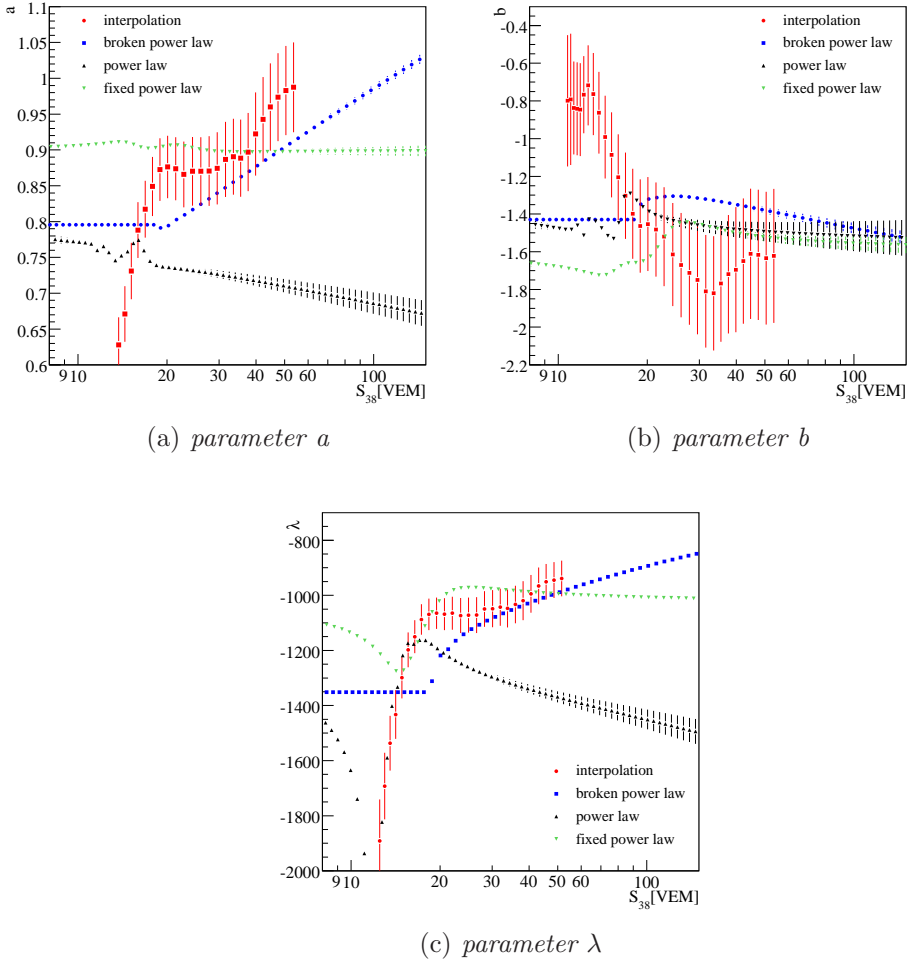 a
1.1
1.05
1
0.95
0.9
0.85
0.8
0.75
0.7
0.65
0.6
interpolation
broken power law
power law
fixed power law
9 10 20 30 40 50 60 100
S38[VEM]
(a) parameter a
b
-0.4
-0.6
-0.8
-1
-1.2
-1.4
-1.6
-1.8
-2
-2.2
interpolation
broken power law
power law
fixed power law
9 10 20 30 40 50 60 100
S38[VEM]
(b) parameter b
λ
-800
-1000
-1200
-1400
-1600
-1800
-2000
interpolation
broken power law
power law
fixed power law
9 10 20 30 40 50 60 100
S38[VEM]
(c) parameter λ